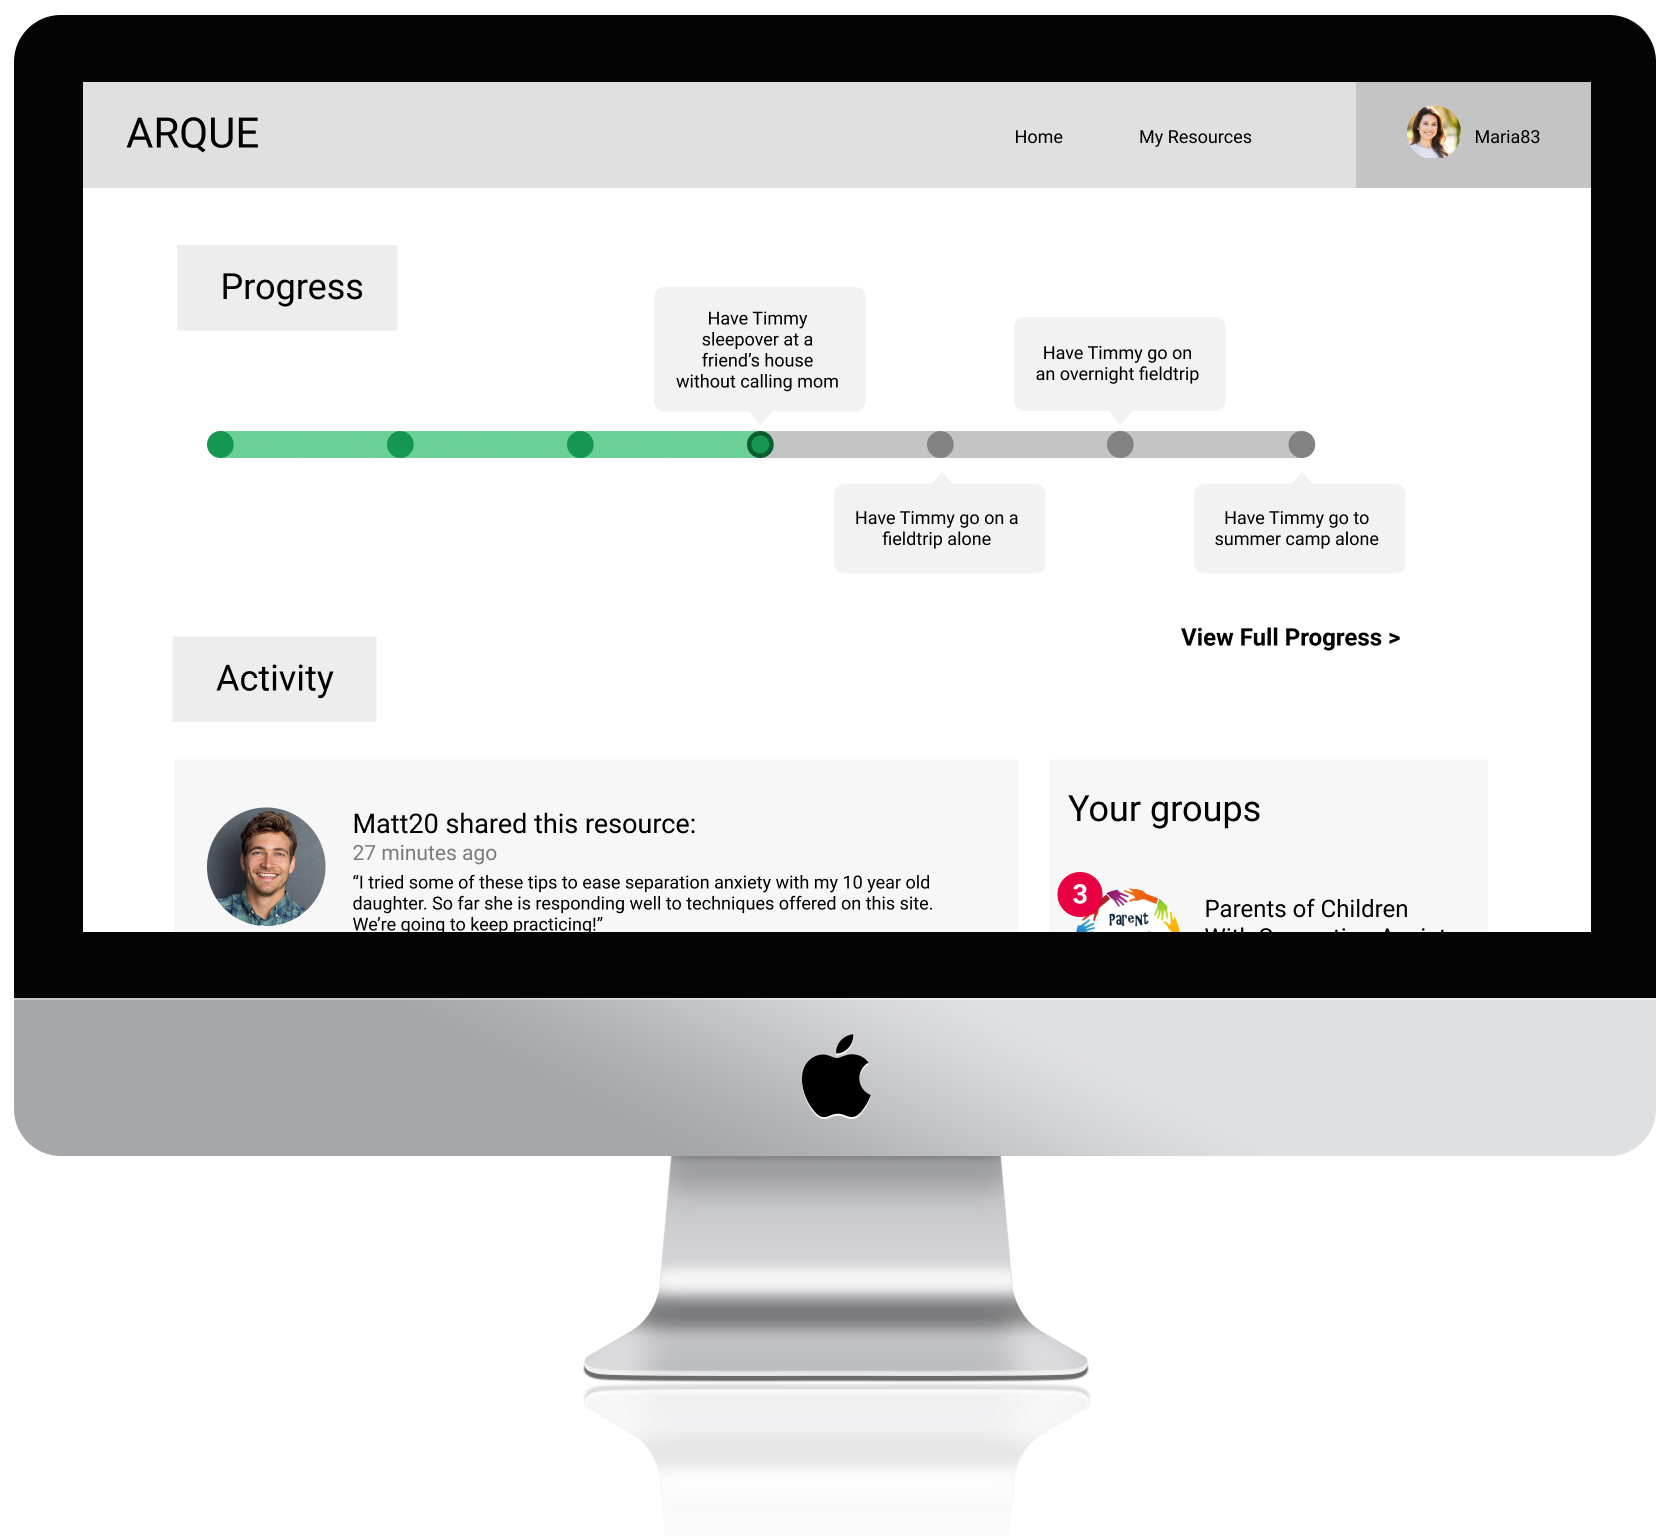 ARQUE
Home
My Resources
Maria83
Progress
Have Timmy
sleepover at a
friend’s house
without calling mom
Have Timmy go on
an overnight fieldtrip
Have Timmy go on a
fieldtrip alone
Have Timmy go to
summer camp alone
View Full Progress >
Activity
Matt20 shared this resource:
27 minutes ago
“I tried some of these tips to ease separation anxiety with my 10 year old
daughter. So far she is responding well to techniques offered on this site.
We’re going to keep practicing!”
Your groups
3
PareNt
Parents of Children